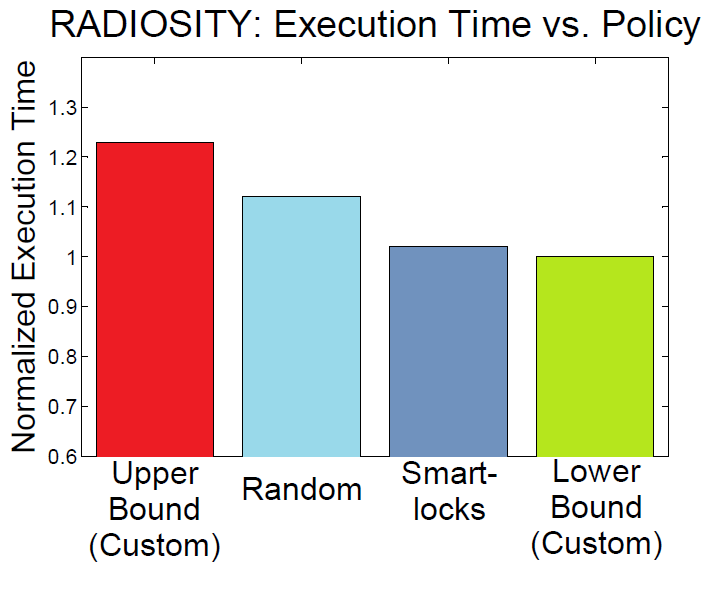 RADIOSITY: Execution Time vs. Policy
Normalized Execution Time
1.3
1.2
1.1
1
0.9
0.8
0.7
0.6
Upper
Bound
(Custom)
Random
Smart-
locks
Lower
Bound
(Custom)